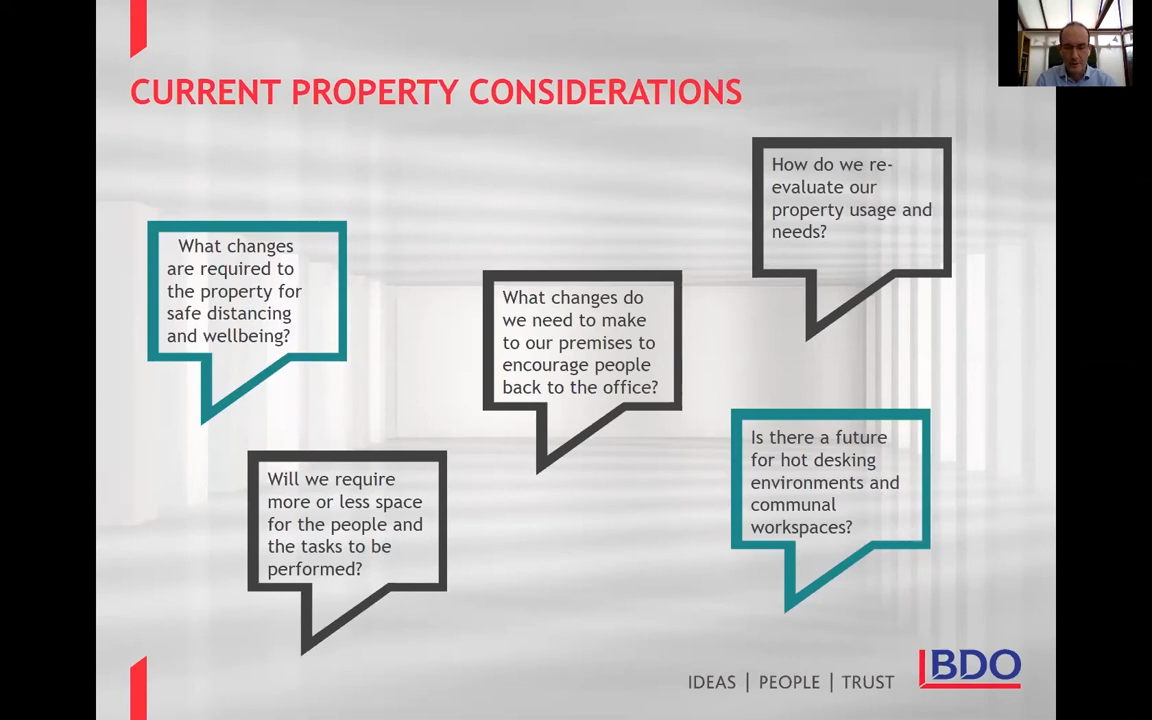 CURRENT PROPERTY CONSIDERATIONS
What changes
are required to
the property for
safe distancing
and wellbeing?
Will we require
more or less space
for the people and
the tasks to be
performed?
What changes do
we need to make
to our premises to
encourage people
back to the office?
How do we re-
evaluate our
property usage and
needs?
Is there a future
for hot desking
environments and
communal
workspaces?
IDEAS | PEOPLE | TRUST
BDO